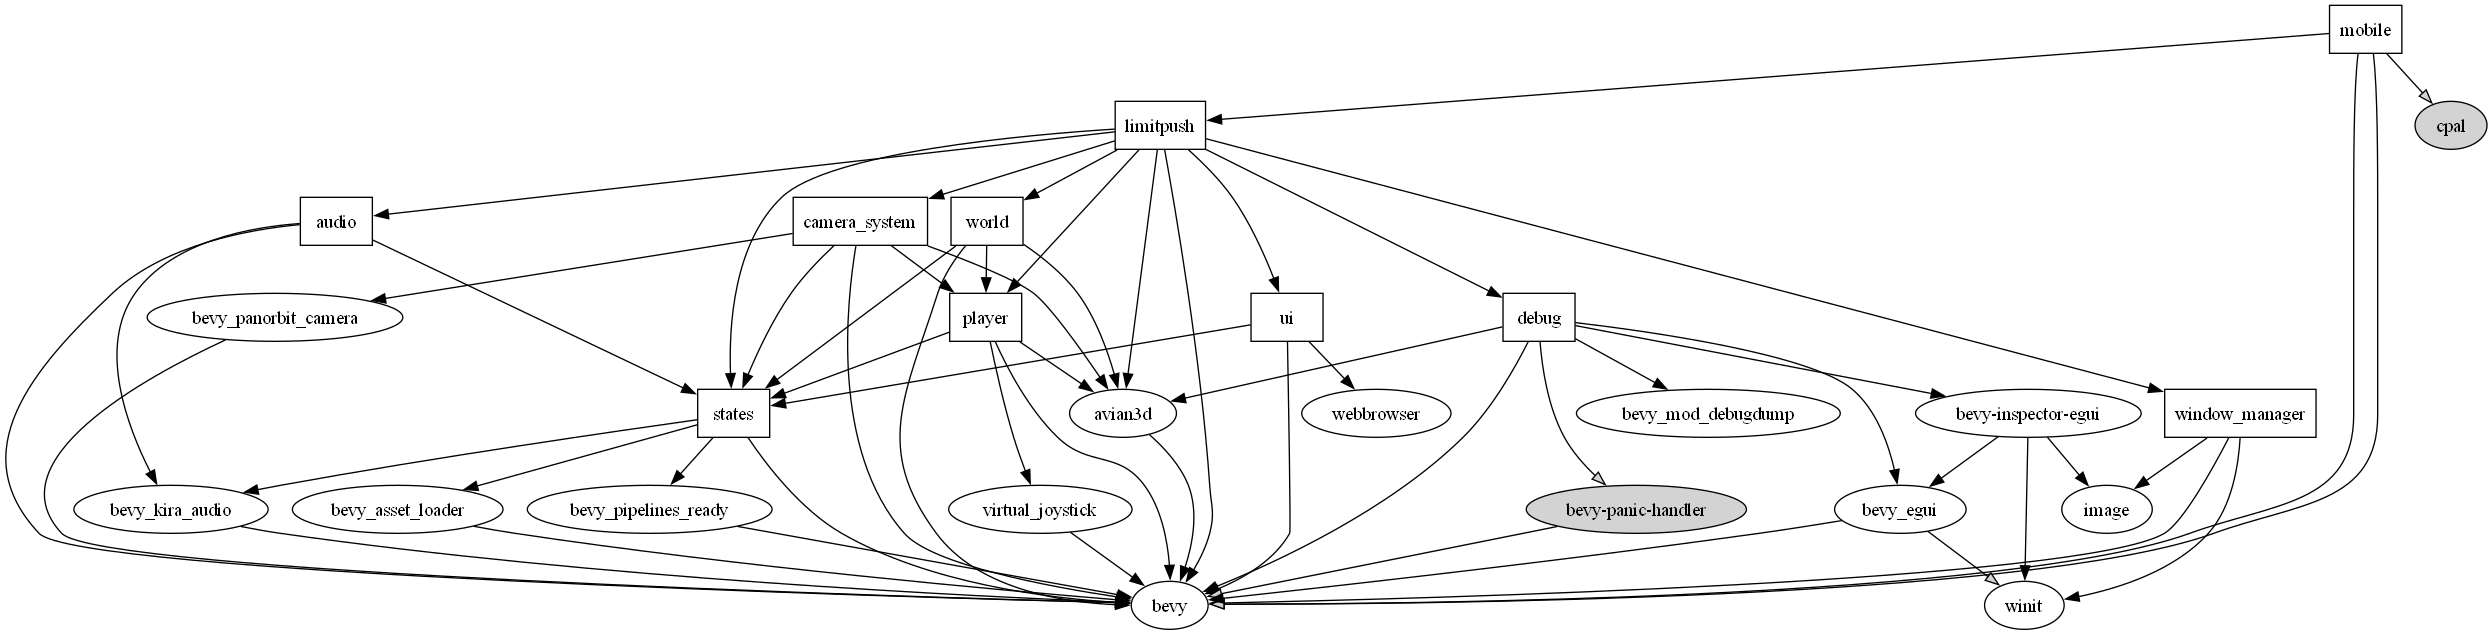 mobile
limitpush
cpal
audio
camera_system
world
bevy_panorbit_camera
player
ui
debug
states
avian3d
webbrowser
bevy_mod_debugdump
bevy-inspector-egui
window_manager
bevy_kira_audio
bevy_asset_loader
bevy_pipelines_ready
virtual_joystick
bevy-panic-handler
bevy_egui
image
bevy
winit